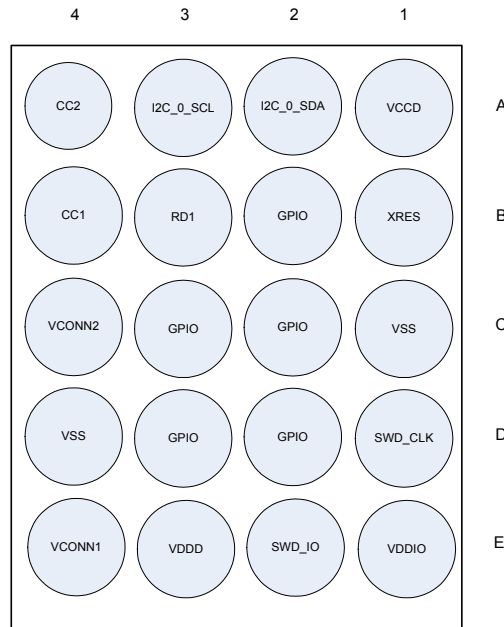 4 3 2 1
CC2 I2C_0_SCL I2C_0_SDA VCCD A
CC1 RD1 GPIO XRES B
VCONN2 GPIO GPIO VSS C
VSS GPIO GPIO SWD_CLK D
VCONN1 VDDD SWD_IO VDDIO E